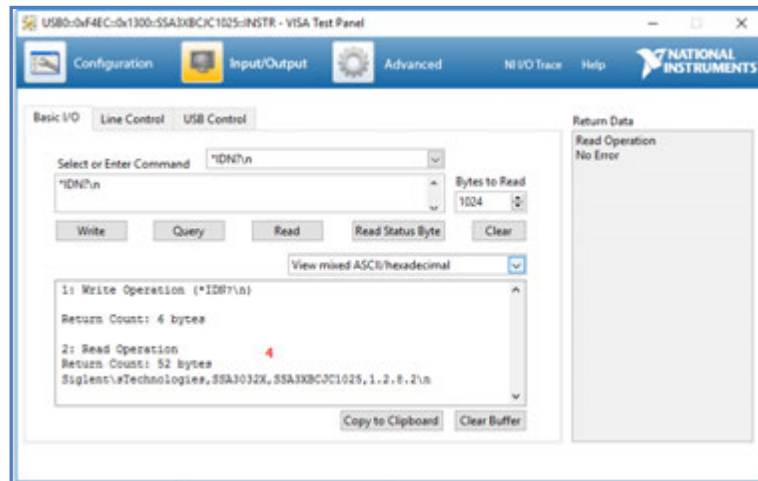 USB0::0xF4EC::0x1300::SSA3XBCJC1025::INSTR - VISA Test Panel
Configuration Input/Output Advanced NI I/O Trace Help NATIONAL INSTRUMENTS
Basic I/O Line Control USB Control
Return Data
Read Operation
No Error
Select or Enter Command *IDN?\n
*IDN?\n
Bytes to Read
1024
Write Query Read Read Status Byte Clear
View mixed ASCII/hexadecimal
1: Write Operation (*IDN?\n)
Return Count: 6 bytes
2: Read Operation
4
Return Count: 52 bytes
Siglent\sTechnologies,SSA3032X,SSA3XBCJC1025,1.2.8.2\n
Copy to Clipboard Clear Buffer